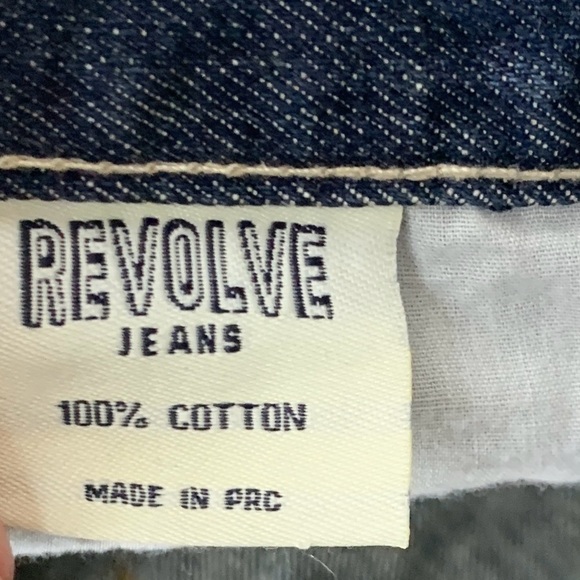 REVOLVE
JEANS
100% COTTON
MADE IN PRC